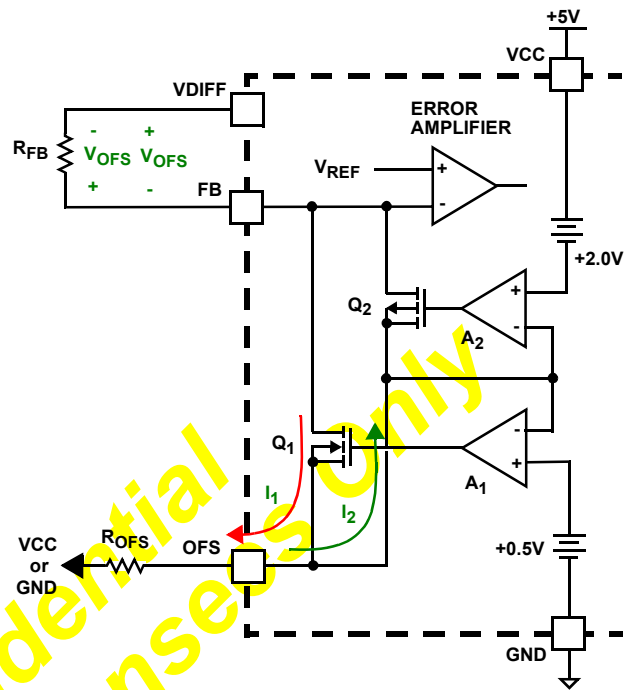 +5V
VCC
VDIFF
ERROR
AMPLIFIER
RFB
- +
VOFS VOFS
+ -
FB
VREF
+
-
+2.0V
Q2
+
-
A2
Q1
-
+
A1
I1
I2
+0.5V
ROFS
OFS
VCC
or
GND
GND
Only